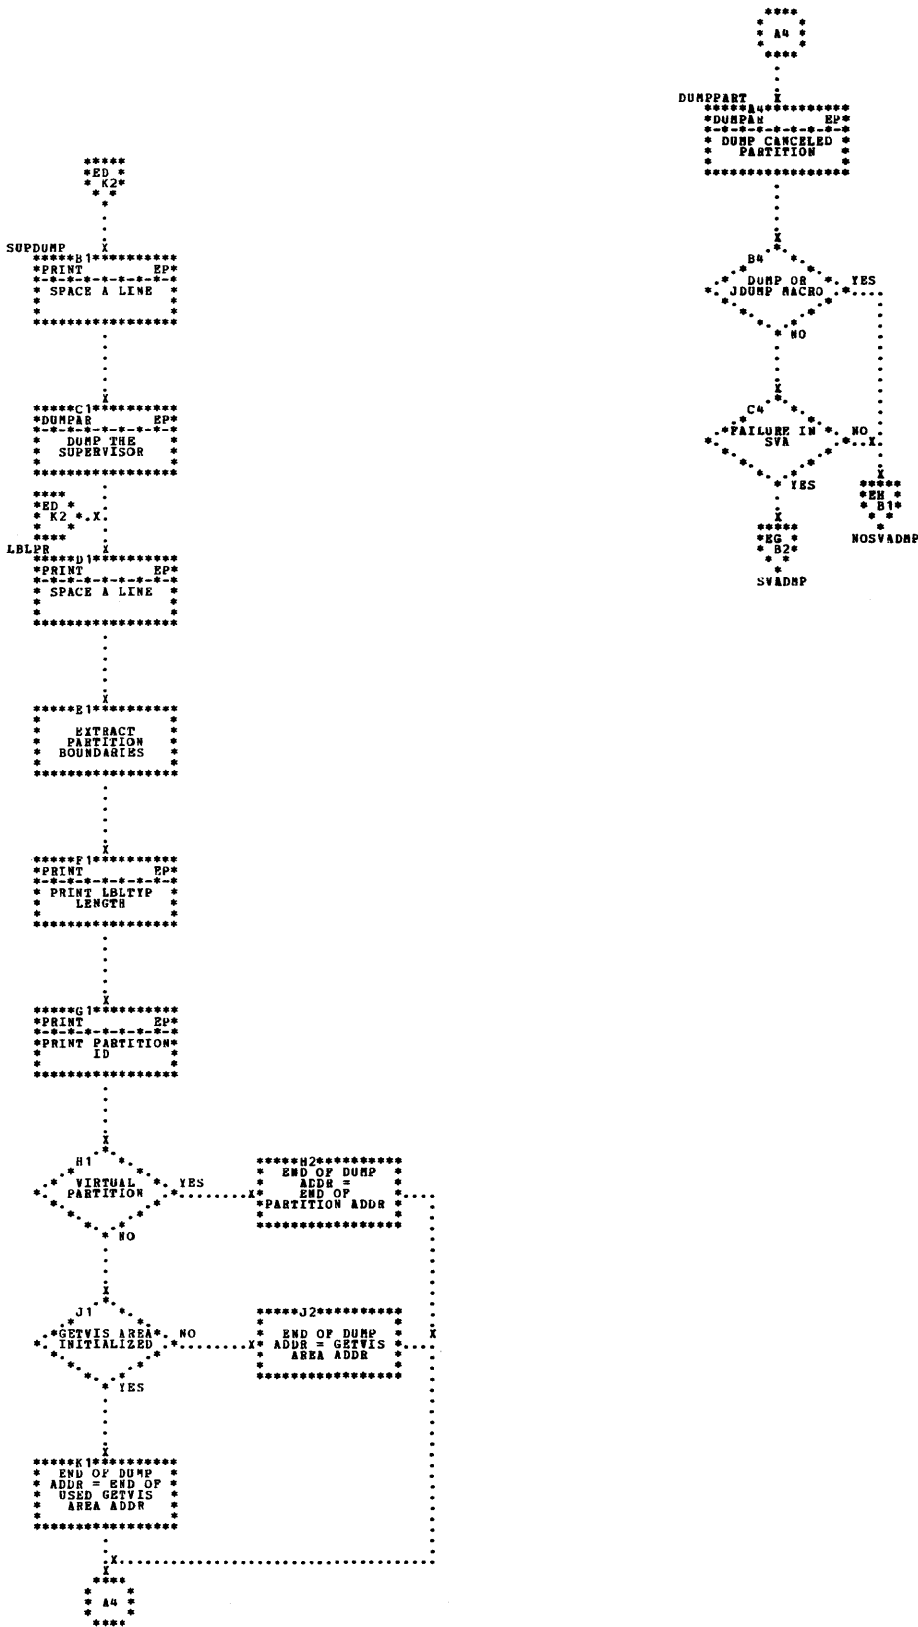 ED
K2
SUPDUMP
B1
PRINT EP
SPACE A LINE
C1
DUMPAR EP
DUMP THE
SUPERVISOR
ED
K2
LBLPR
D1
PRINT EP
SPACE A LINE
E1
EXTRACT
PARTITION
BOUNDARIES
F1
PRINT EP
PRINT LBLTYP
LENGTH
G1
PRINT EP
PRINT PARTITION
ID
H1
VIRTUAL
PARTITION
YES
NO
H2
END OF DUMP
ADDR =
END OF
PARTITION ADDR
J1
GETVIS AREA
INITIALIZED
NO
YES
J2
END OF DUMP
ADDR = GETVIS
AREA ADDR
K1
END OF DUMP
ADDR = END OF
USED GETVIS
AREA ADDR
A4
A4
DUMPPART
A4
DUMPAR EP
DUMP CANCELED
PARTITION
B4
DUMP OR
JDUMP MACRO
YES
NO
C4
FAILURE IN
SVA
NO
YES
EH
B1
NOSVADMP
EG
B2
SVADMP